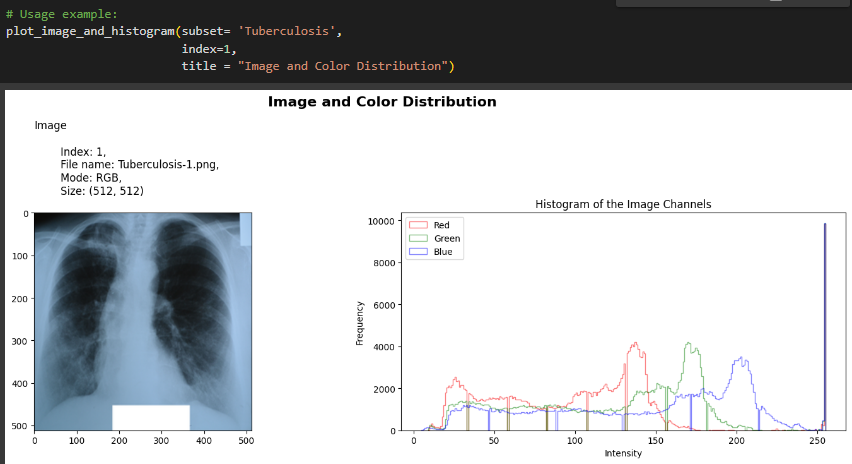 # Usage example:
plot_image_and_histogram(subset= 'Tuberculosis',
index=1,
title = "Image and Color Distribution")
Image and Color Distribution
Image
Index: 1,
File name: Tuberculosis-1.png,
Mode: RGB,
Size: (512, 512)
0
100
200
300
400
500
0
100
200
300
400
500
Histogram of the Image Channels
Red
Green
Blue
Frequency
10000
8000
6000
4000
2000
0
0
50
100
150
200
250
Intensity